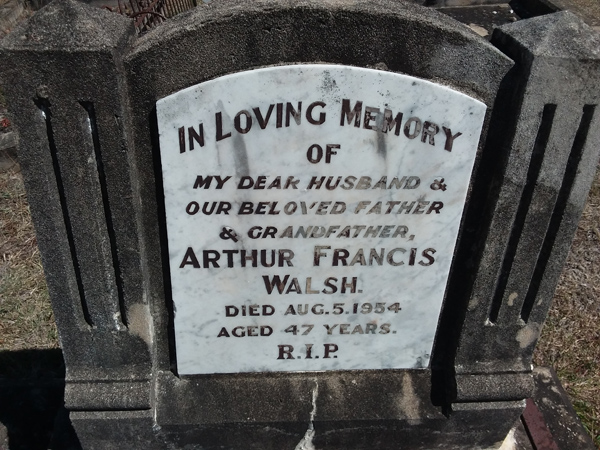 IN LOVING MEMORY
OF
MY DEAR HUSBAND &
OUR BELOVED FATHER
& GRANDFATHER,
ARTHUR FRANCIS
WALSH.
DIED AUG. 5. 1954
AGED 47 YEARS.
R.I.P.